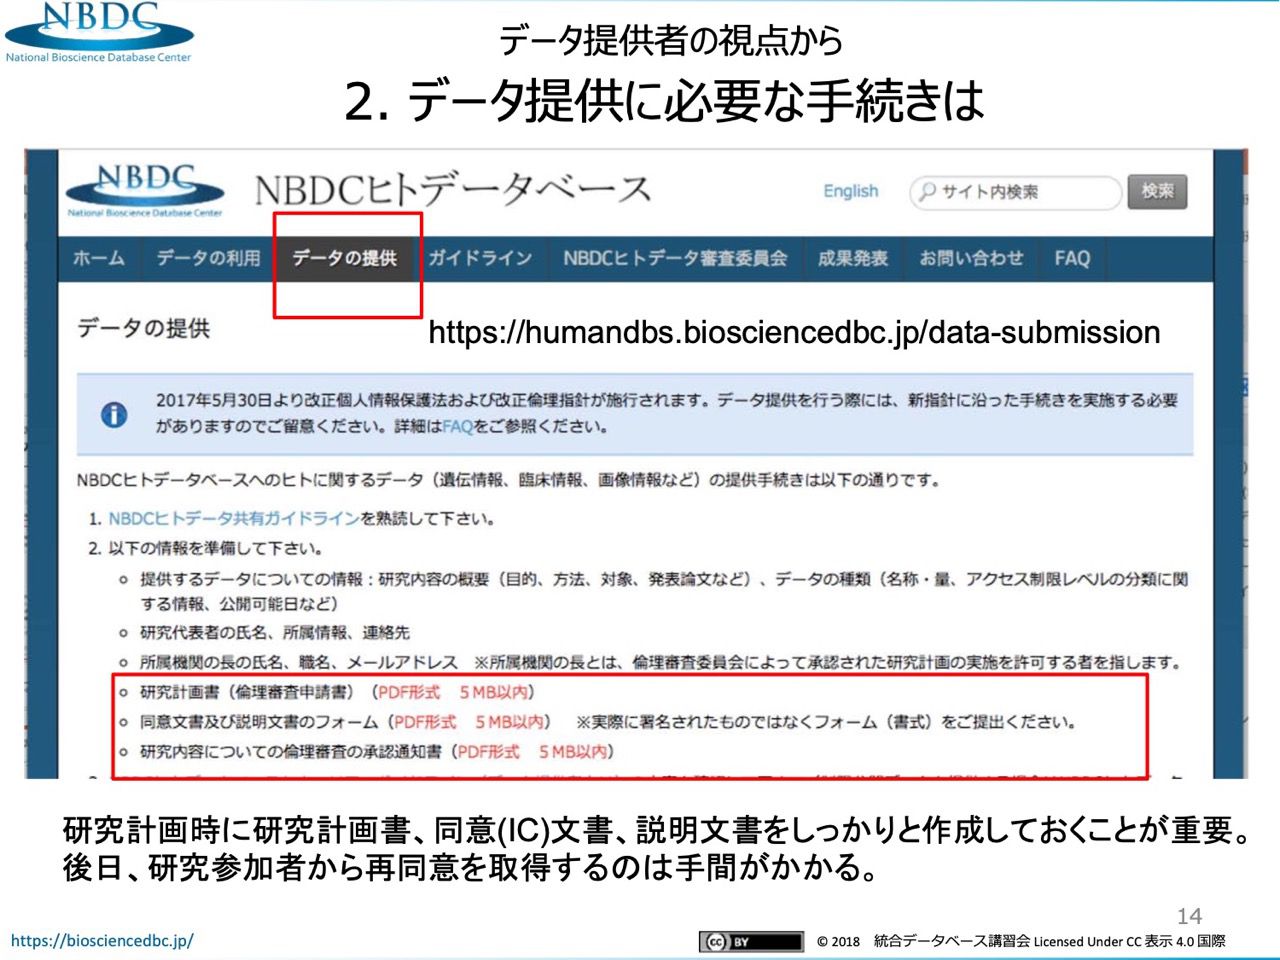 NBDC
National Bioscience Database Center
データ提供者の視点から
2. データ提供に必要な手続きは
NBDC
National Bioscience Database Center
NBDCヒトデータベース
English
サイト内検索
検索
ホーム
データの利用
データの提供
ガイドライン
NBDCヒトデータ審査委員会
成果発表
お問い合わせ
FAQ
データの提供
https://humandbs.biosciencedbc.jp/data-submission
2017年5月30日より改正個人情報保護法および改正倫理指針が施行されます。データ提供を行う際には、新指針に沿った手続きを実施する必要
がありますのでご留意ください。詳細はFAQをご参照ください。
NBDCヒトデータベースへのヒトに関するデータ（遺伝情報、臨床情報、画像情報など）の提供手続きは以下の通りです。
1. NBDCヒトデータ共有ガイドラインを熟読して下さい。
2. 以下の情報を準備して下さい。
提供するデータについての情報：研究内容の概要（目的、方法、対象、発表論文など）、データの種類（名称・量、アクセス制限レベルの分類に関
する情報、公開可能日など）
研究代表者の氏名、所属情報、連絡先
所属機関の長の氏名、職名、メールアドレス　※所属機関の長とは、倫理審査委員会によって承認された研究計画の実施を許可する者を指します。
研究計画書（倫理審査申請書）（PDF形式　5 MB以内）
同意文書及び説明文書のフォーム（PDF形式　5 MB以内）　※実際に署名されたものではなくフォーム（書式）をご提出ください。
研究内容についての倫理審査の承認通知書（PDF形式　5 MB以内）
研究計画時に研究計画書、同意(IC)文書、説明文書をしっかりと作成しておくことが重要。
後日、研究参加者から再同意を取得するのは手間がかかる。
14
https://biosciencedbc.jp/
cc BY
© 2018　統合データベース講習会 Licensed Under CC 表示 4.0 国際